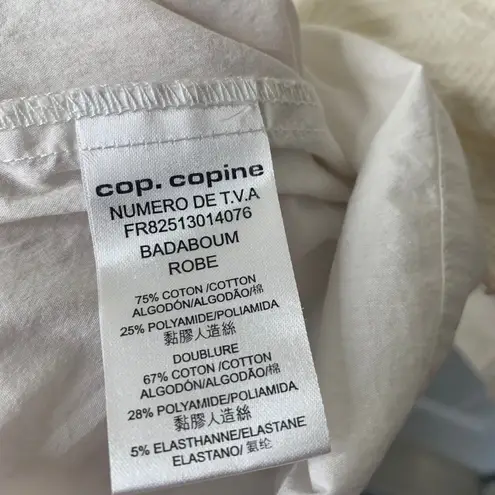 cop. copine
NUMERO DE T.V.A
FR82513014076
BADABOUM
ROBE
75% COTON /COTTON
ALGODÓN/ALGODÃO/棉
25% POLYAMIDE/POLIAMIDA
黏膠人造絲
DOUBLURE
67% COTON /COTTON
ALGODÓN/ALGODÃO/棉
28% POLYAMIDE/POLIAMIDA
黏膠人造絲
5% ELASTHANNE/ELASTANE
ELASTANO/ 氨纶